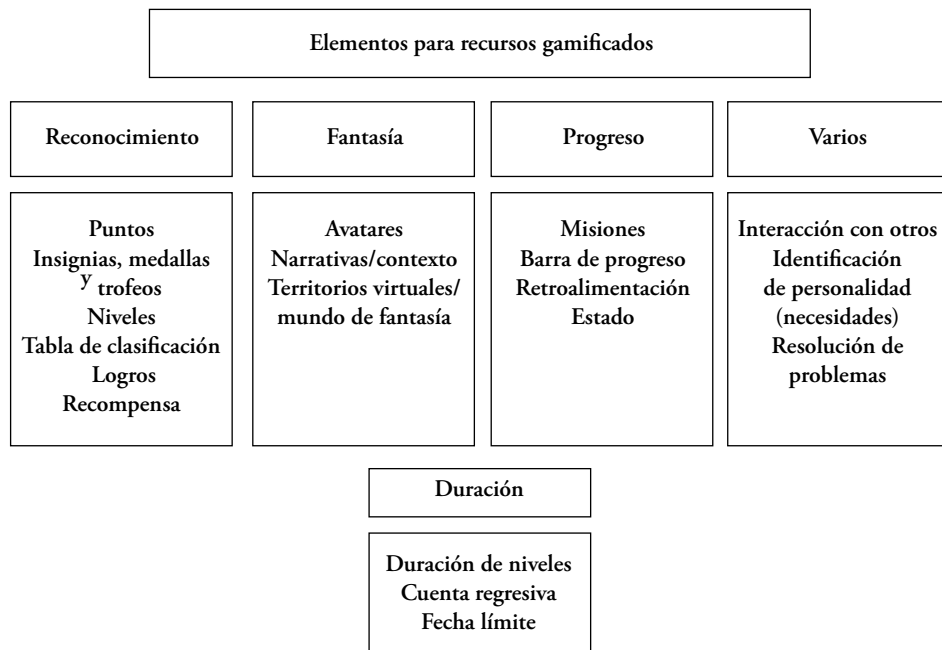 Elementos para recursos gamificados
Reconocimiento
Puntos
Insignias, medallas
y trofeos
Niveles
Tabla de clasificación
Logros
Recompensa
Fantasía
Avatares
Narrativas/contexto
Territorios virtuales/
mundo de fantasía
Progreso
Misiones
Barra de progreso
Retroalimentación
Estado
Varios
Interacción con otros
Identificación
de personalidad
(necesidades)
Resolución de
problemas
Duración
Duración de niveles
Cuenta regresiva
Fecha límite